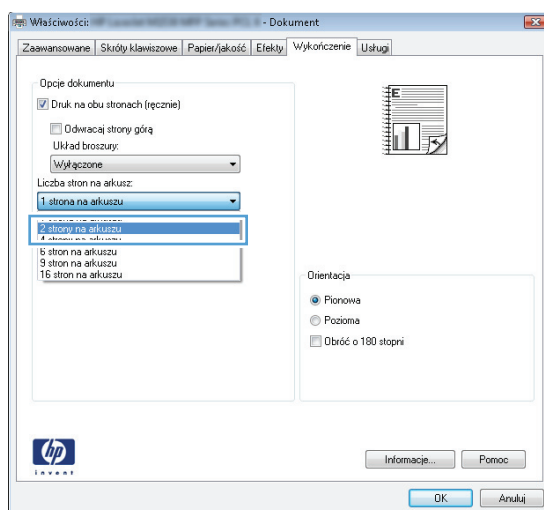 Właściwości:
- Dokument
Zaawansowane Skróty klawiszowe Papier/jakość Efekty Wykończenie Usługi
Opcje dokumentu
Druk na obu stronach (ręcznie)
Odwracaj strony górą
Układ broszury:
Wyłączone
Liczba stron na arkusz:
1 strona na arkuszu
2 strony na arkuszu
6 stron na arkuszu
9 stron na arkuszu
16 stron na arkuszu
E
1
Orientacja
Pionowa
Pozioma
Obróć o 180 stopni
hp
invent
Informacje... Pomoc
OK Anuluj